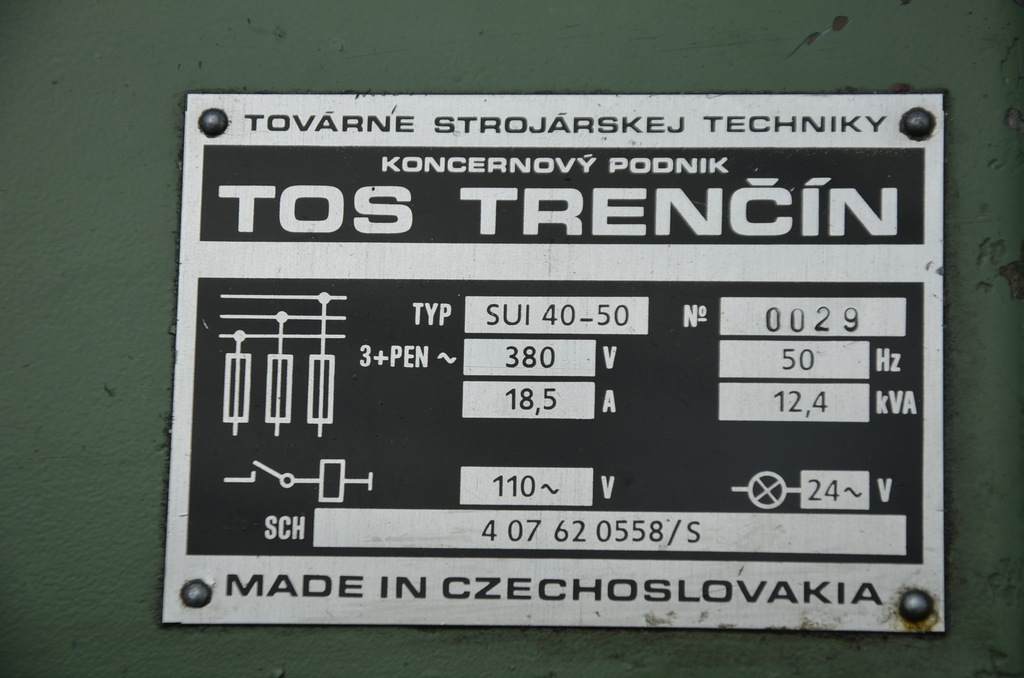 TOVÁRNE STROJÁRSKEJ TECHNIKY
KONCERNOVÝ PODNIK
TOS TRENČÍN
TYP SUI 40-50 Nº 0029
3+PEN ~ 380 V 50 Hz
18,5 A 12,4 kVA
110~ V 24~ V
SCH 4 07 62 0558/S
MADE IN CZECHOSLOVAKIA